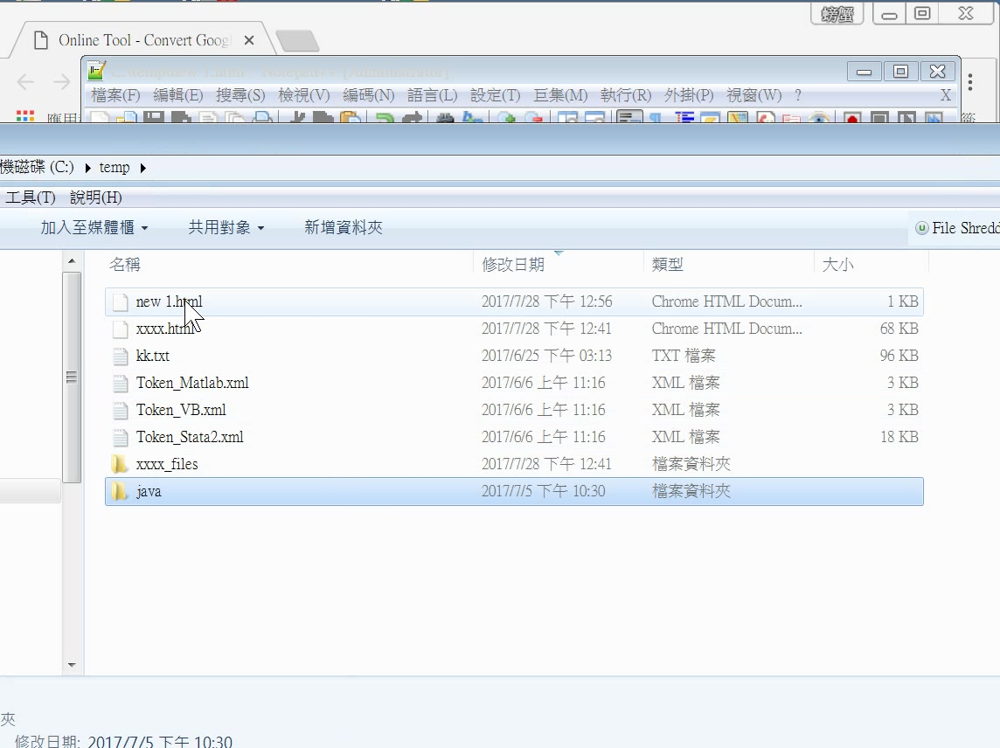 螃蟹
Online Tool - Convert Goog
C:\temp\new 1.html - Notepad++ [Administrator]
檔案(F) 編輯(E) 搜尋(S) 檢視(V) 編碼(N) 語言(L) 設定(T) 巨集(M) 執行(R) 外掛(P) 視窗(W) ? X
應用
機磁碟 (C:) temp
工具(T) 說明(H)
加入至媒體櫃 共用對象 新增資料夾 File Shredd
名稱 修改日期 類型 大小
new 1.html 2017/7/28 下午 12:56 Chrome HTML Docum... 1 KB
xxxx.html 2017/7/28 下午 12:41 Chrome HTML Docum... 68 KB
kk.txt 2017/6/25 下午 03:13 TXT 檔案 96 KB
Token_Matlab.xml 2017/6/6 上午 11:16 XML 檔案 3 KB
Token_VB.xml 2017/6/6 上午 11:16 XML 檔案 3 KB
Token_Stata2.xml 2017/6/6 上午 11:16 XML 檔案 18 KB
xxxx_files 2017/7/28 下午 12:41 檔案資料夾
java 2017/7/5 下午 10:30 檔案資料夾
夾
修改日期: 2017/7/5 下午 10:30